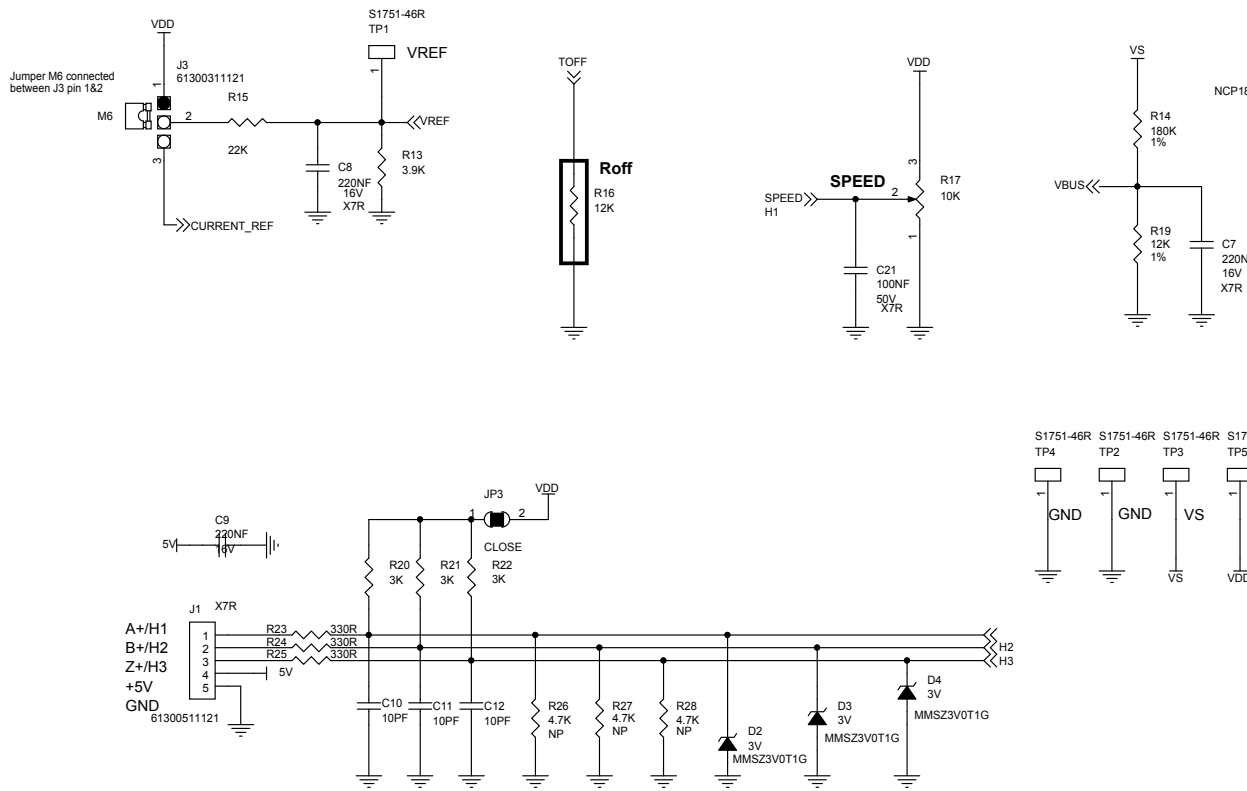 S1751-46R
TP1
VREF
1
VDD
J3
61300311121
Jumper M6 connected
between J3 pin 1&2
1
M6
2
3
R15
22K
VREF
C8
220NF
16V
X7R
R13
3.9K
CURRENT_REF
TOFF
Roff
R16
12K
VDD
3
SPEED
2
R17
10K
SPEED
H1
1
C21
100NF
50V
X7R
VS
NCP18
R14
180K
1%
VBUS
R19
12K
1%
C7
220N
16V
X7R
S1751-46R
TP4
1
GND
S1751-46R
TP2
1
GND
S1751-46R
TP3
1
VS
VS
S17
TP5
1
VDD
C9
220NF
16V
5V
X7R
JP3
1
2
VDD
CLOSE
R20
3K
R21
3K
R22
3K
J1
A+/H1
B+/H2
Z+/H3
+5V
GND
1
2
3
4
5
61300511121
R23
330R
R24
330R
R25
330R
5V
H2
H3
C10
10PF
C11
10PF
C12
10PF
R26
4.7K
NP
R27
4.7K
NP
R28
4.7K
NP
D2
3V
MMSZ3V0T1G
D3
3V
MMSZ3V0T1G
D4
3V
MMSZ3V0T1G